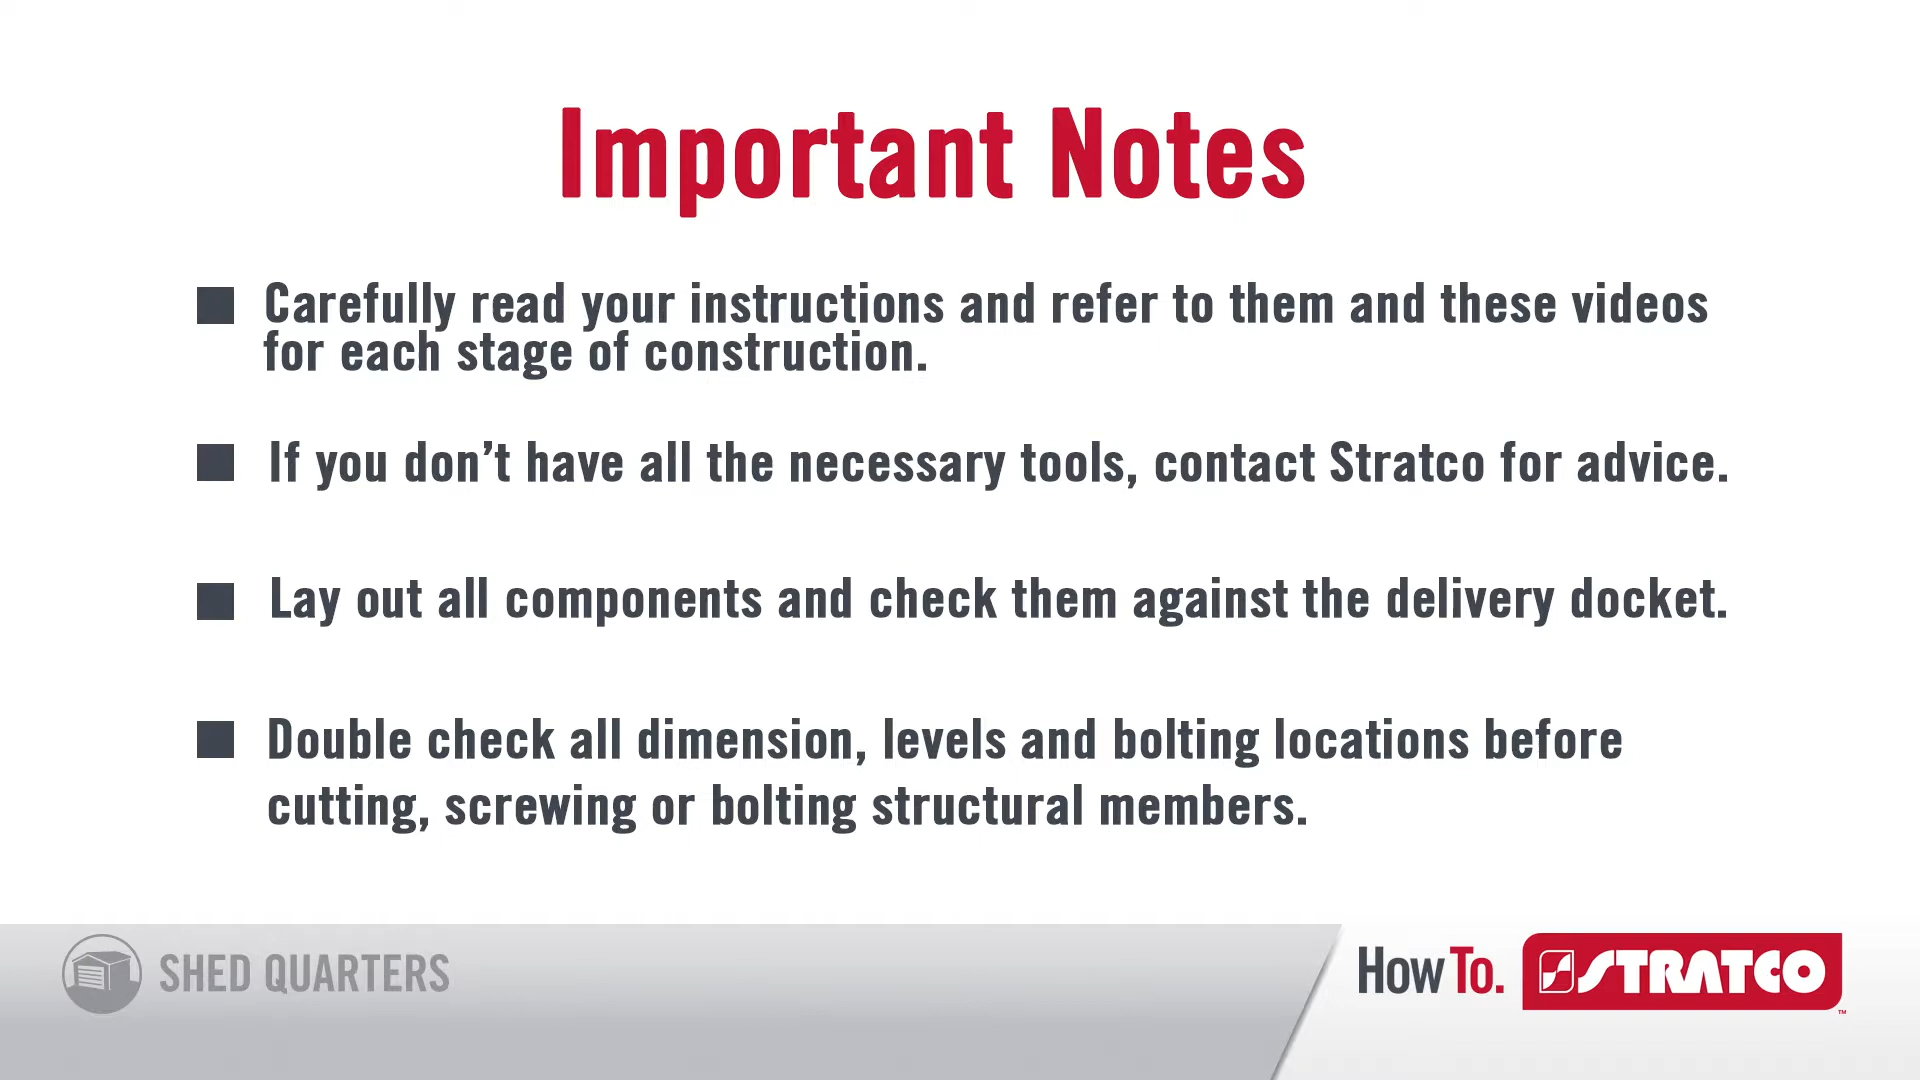 Important Notes
Carefully read your instructions and refer to them and these videos
for each stage of construction.
If you don’t have all the necessary tools, contact Stratco for advice.
Lay out all components and check them against the delivery docket.
Double check all dimension, levels and bolting locations before
cutting, screwing or bolting structural members.
SHED QUARTERS
How To. STRATCO ™